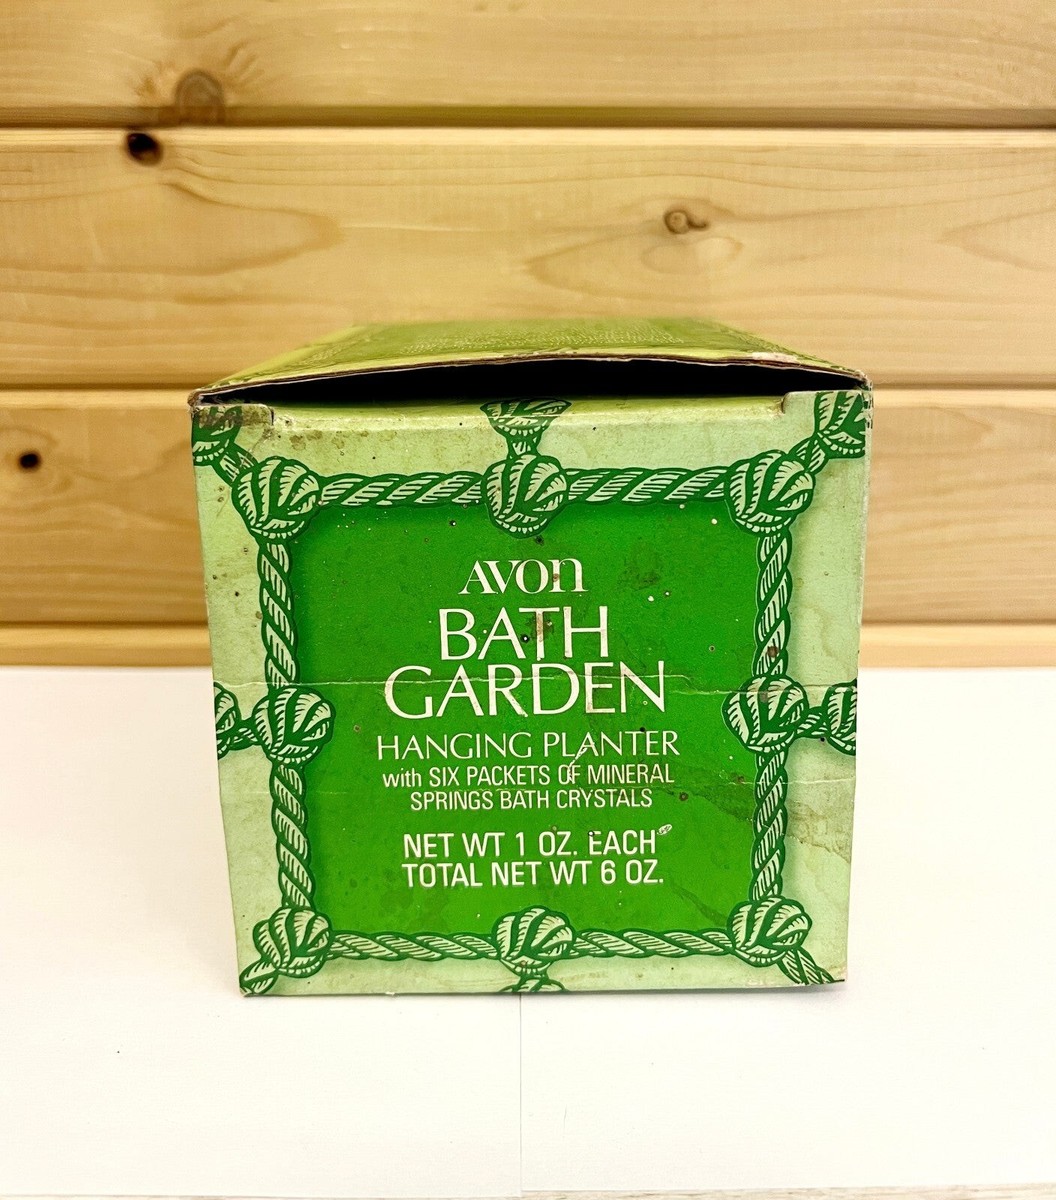 AVON
BATH
GARDEN
HANGING PLANTER
with SIX PACKETS OF MINERAL
SPRINGS BATH CRYSTALS
NET WT 1 OZ. EACH
TOTAL NET WT 6 OZ.